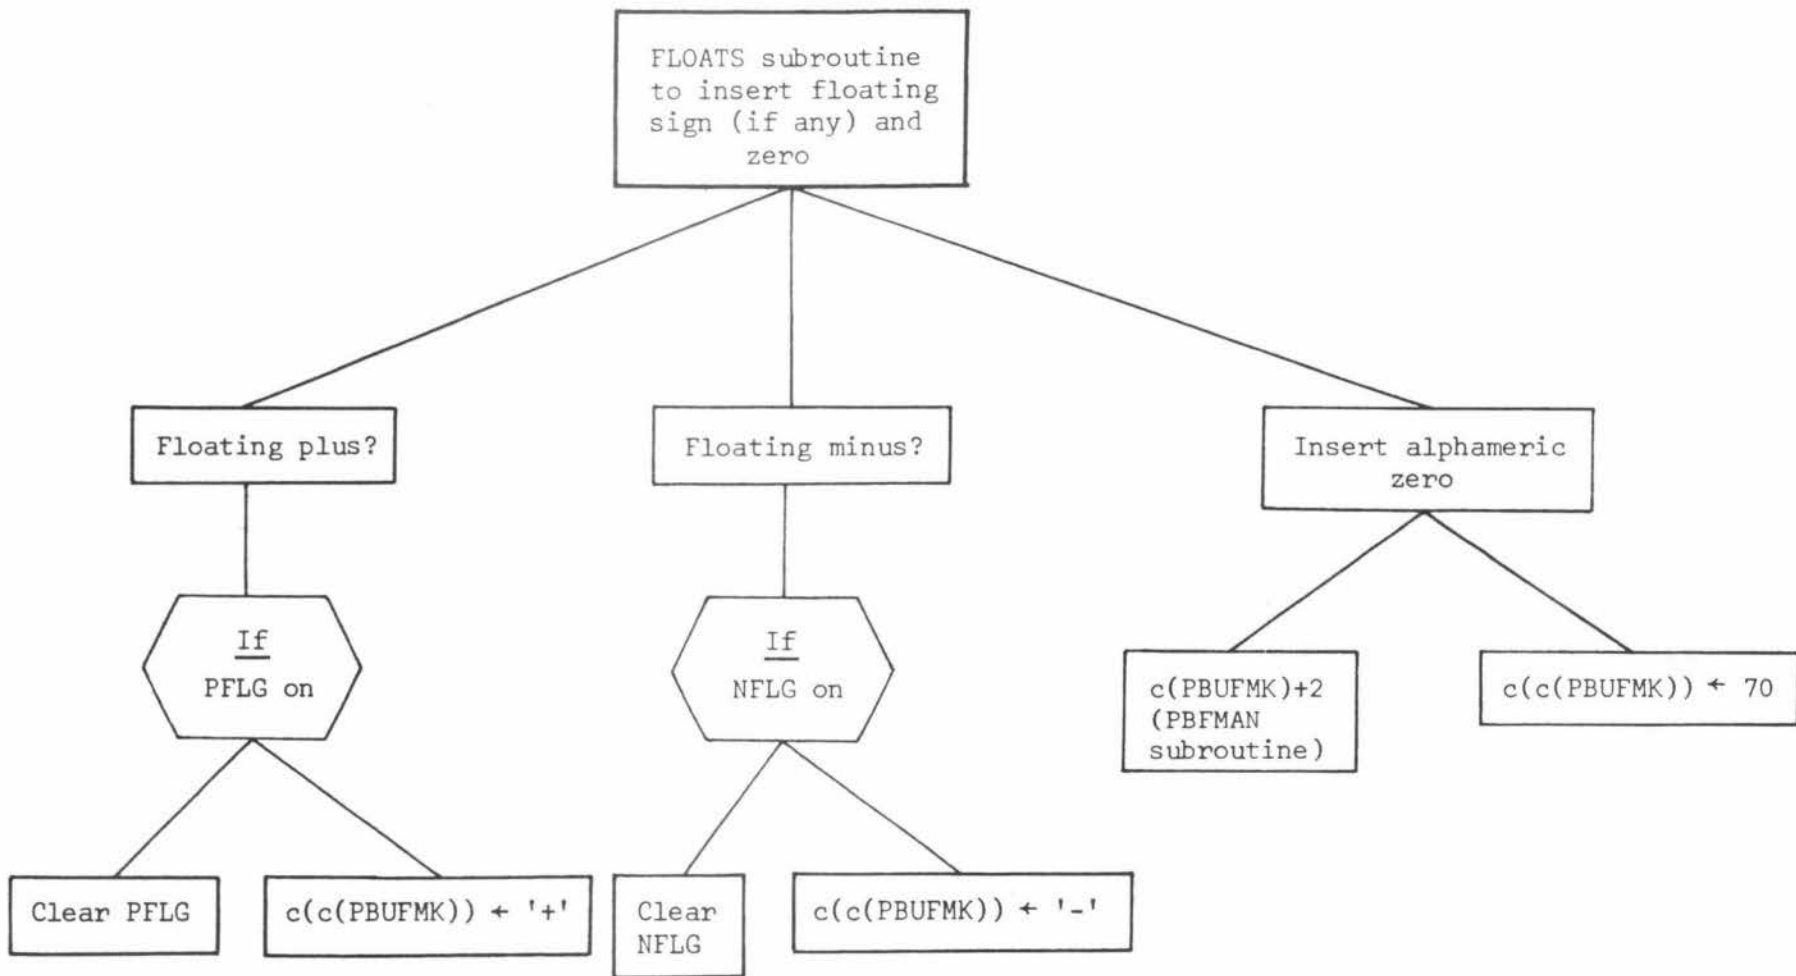 FLOATS subroutine
to insert floating
sign (if any) and
zero
Floating plus?
Floating minus?
Insert alphameric
zero
If
PFLG on
If
NFLG on
c(PBUFMK)+2
(PBFMAN
subroutine)
c(c(PBUFMK)) ← 70
Clear PFLG
c(c(PBUFMK)) ← '+'
Clear
NFLG
c(c(PBUFMK)) ← '-'